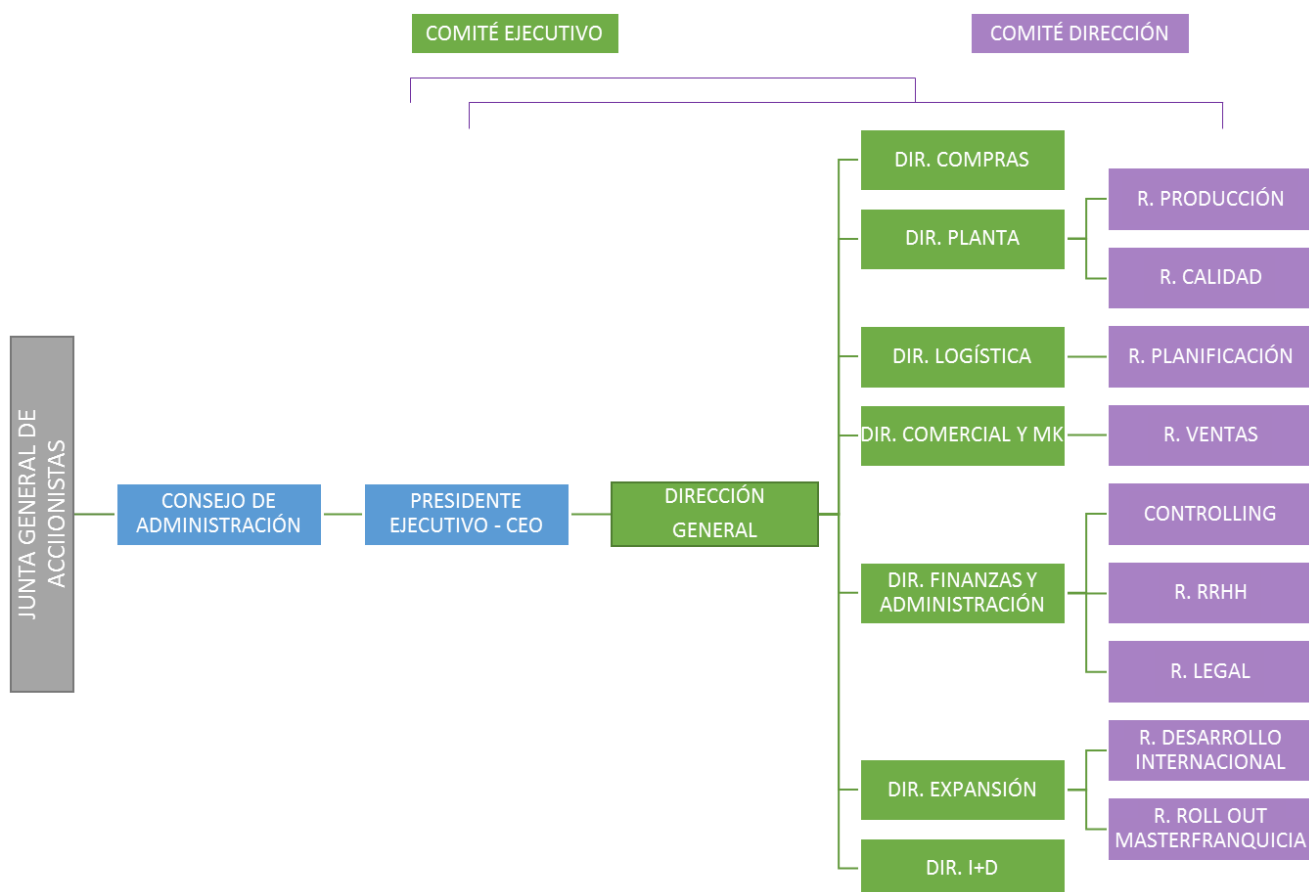 COMITÉ EJECUTIVO
COMITÉ DIRECCIÓN
JUNTA GENERAL DE
ACCIIONISTAS
CONSEJO DE
ADMINISTRACIÓN
PRESIDENTE
EJECUTIVO - CEO
DIRECCIÓN
GENERAL
DIR. COMPRAS
DIR. PLANTA
R. PRODUCCIÓN
R. CALIDAD
DIR. LOGÍSTICA
R. PLANIFICACIÓN
DIR. COMERCIAL Y MK
R. VENTAS
DIR. FINANZAS Y
ADMINISTRACIÓN
CONTROLLING
R. RRHH
R. LEGAL
DIR. EXPANSIÓN
R. DESARROLLO
INTERNACIONAL
R. ROLL OUT
MASTERFRANQUICIA
DIR. I+D